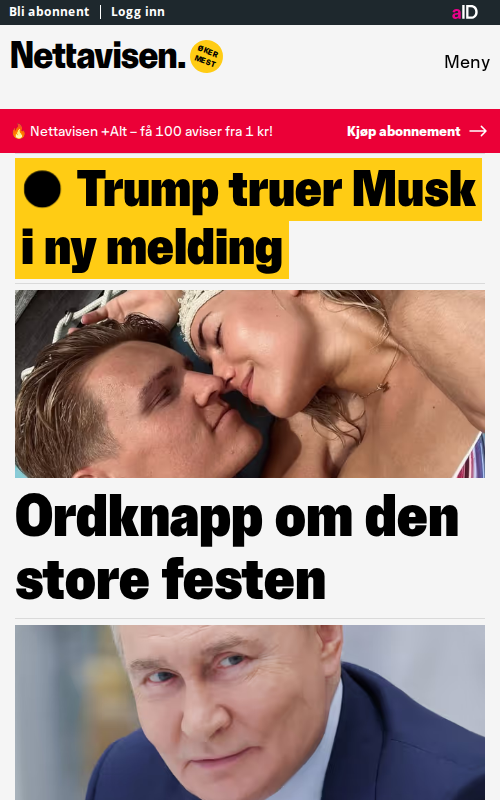 Bli abonnent | Logg inn
aID
Nettavisen.
ØKER
MEST
Meny
🔥 Nettavisen +Alt – få 100 aviser fra 1 kr!
Kjøp abonnement →
● Trump truer Musk
i ny melding
Ordknapp om den
store festen